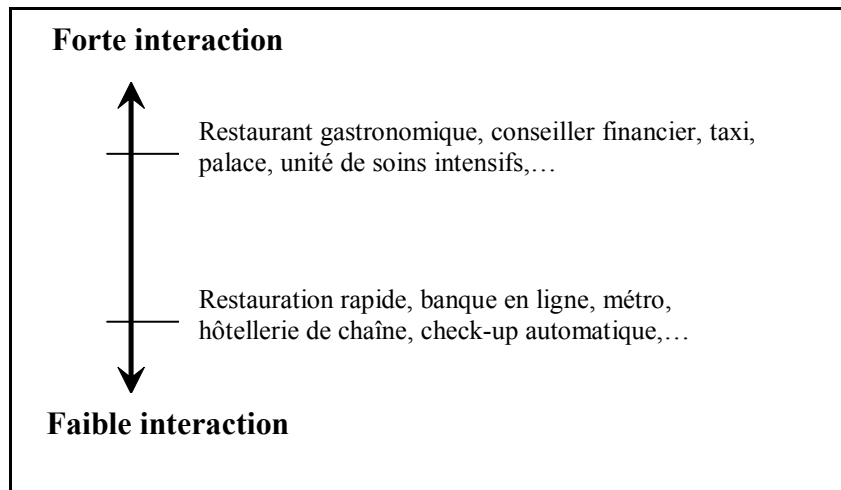 Forte interaction
Restaurant gastronomique, conseiller financier, taxi,
palace, unité de soins intensifs,…
Restauration rapide, banque en ligne, métro,
hôtellerie de chaîne, check-up automatique,…
Faible interaction